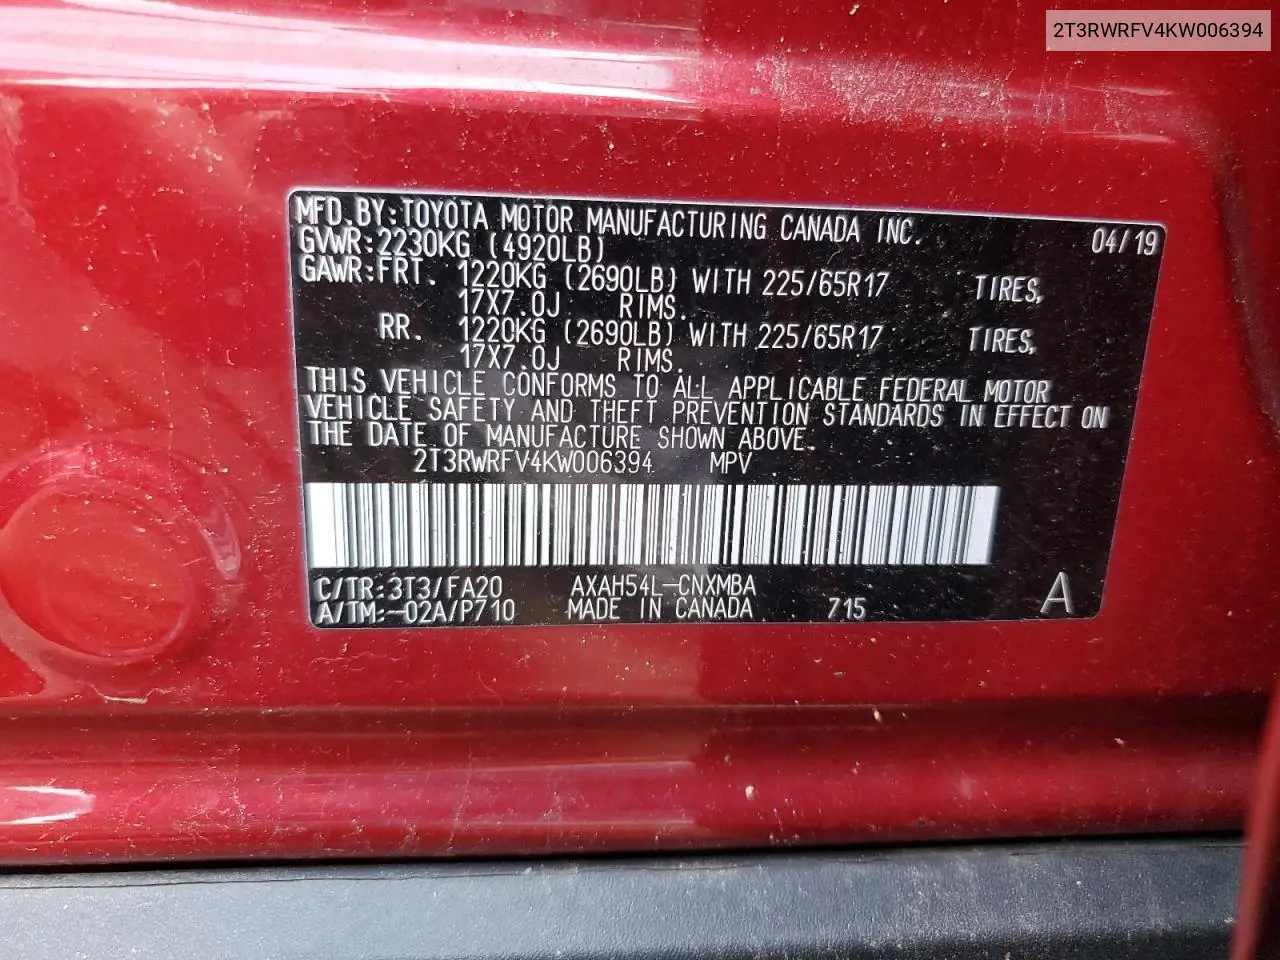 2T3RWRFV4KW006394
MFD.BY:TOYOTA MOTOR MANUFACTURING CANADA INC. 04/19
GVWR:2230KG (4920LB)
GAWR:FRT. 1220KG (2690LB) WITH 225/65R17 TIRES,
17X7.0J RIMS.
RR. 1220KG (2690LB) WITH 225/65R17 TIRES,
17X7.0J RIMS.
THIS VEHICLE CONFORMS TO ALL APPLICABLE FEDERAL MOTOR
VEHICLE SAFETY AND THEFT PREVENTION STANDARDS IN EFFECT ON
THE DATE OF MANUFACTURE SHOWN ABOVE.
2T3RWRFV4KW006394 MPV
C/TR:3T3/FA20 AXAH54L-CNXMBA
A/TM:-02A/P710 MADE IN CANADA 715 A